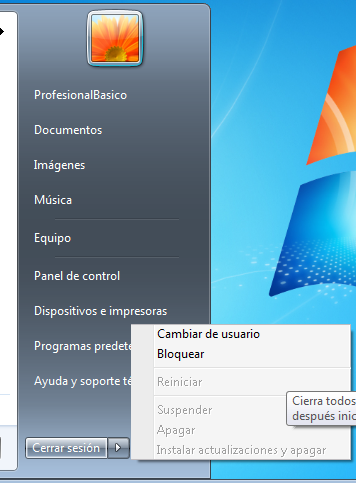 ProfesionalBasico
Documentos
Imágenes
Música
Equipo
Panel de control
Dispositivos e impresoras
Programas predete
Ayuda y soporte té
Cambiar de usuario
Bloquear
Reiniciar
Suspender
Apagar
Instalar actualizaciones y apagar
Cierra todos
después inic
Cerrar sesión